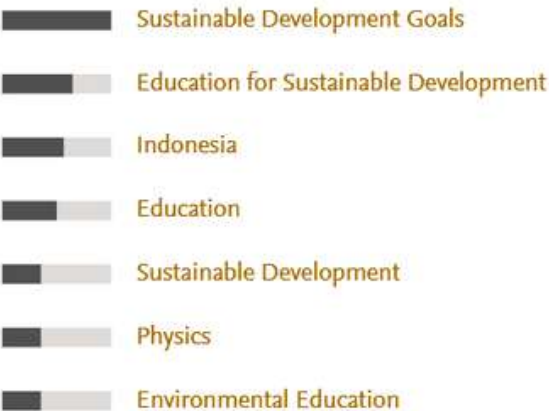 Sustainable Development Goals
Education for Sustainable Development
Indonesia
Education
Sustainable Development
Physics
Environmental Education